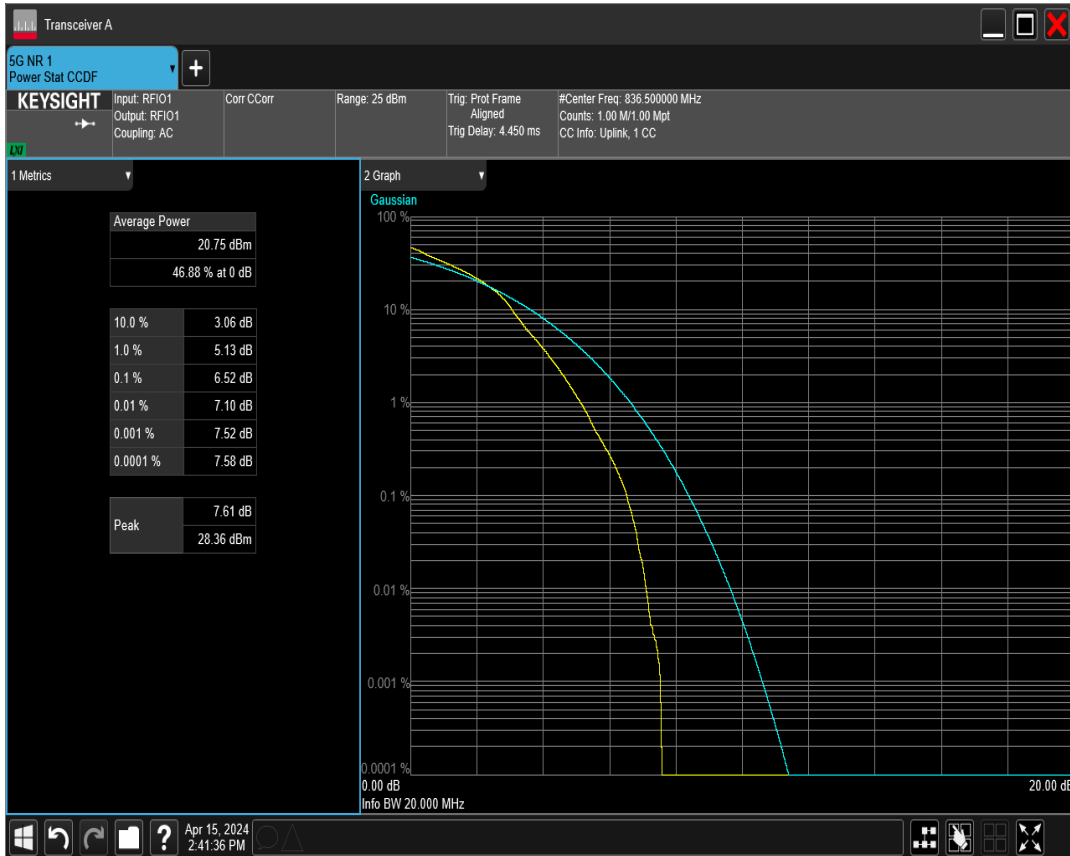 Transceiver A
5G NR 1
Power Stat CCDF
+
KEYSIGHT
LXI
Input: RFIO1
Output: RFIO1
Coupling: AC
Corr CCorr
Range: 25 dBm
Trig: Prot Frame
Aligned
Trig Delay: 4.450 ms
#Center Freq: 836.500000 MHz
Counts: 1.00 M/1.00 Mpt
CC Info: Uplink, 1 CC
1 Metrics
Average Power
20.75 dBm
46.88 % at 0 dB
10.0 % 3.06 dB
1.0 % 5.13 dB
0.1 % 6.52 dB
0.01 % 7.10 dB
0.001 % 7.52 dB
0.0001 % 7.58 dB
Peak 7.61 dB
28.36 dBm
2 Graph
Gaussian
100 %
10 %
1 %
0.1 %
0.01 %
0.001 %
0.0001 %
0.00 dB 20.00 dB
Info BW 20.000 MHz
?
Apr 15, 2024
2:41:36 PM